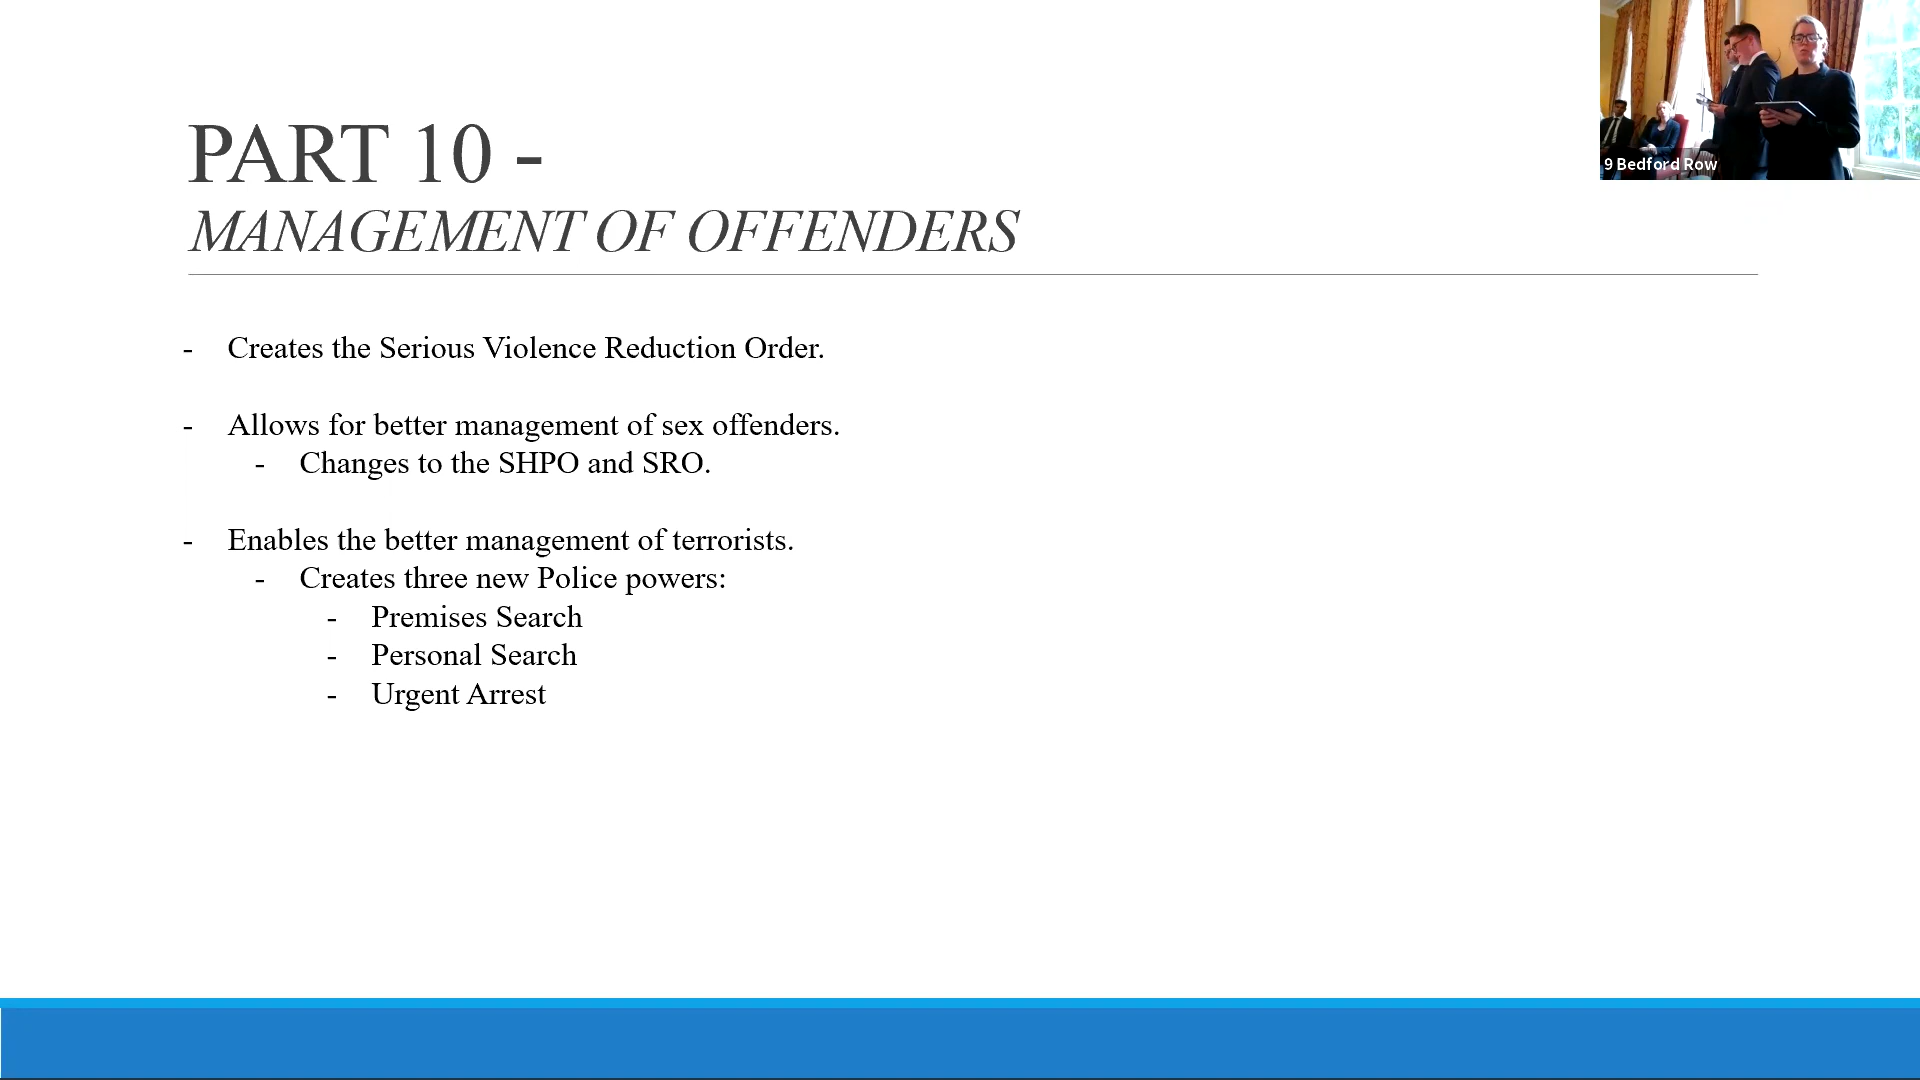 9 Bedford Row
PART 10 -
MANAGEMENT OF OFFENDERS
- Creates the Serious Violence Reduction Order.
- Allows for better management of sex offenders.
- Changes to the SHPO and SRO.
- Enables the better management of terrorists.
- Creates three new Police powers:
- Premises Search
- Personal Search
- Urgent Arrest